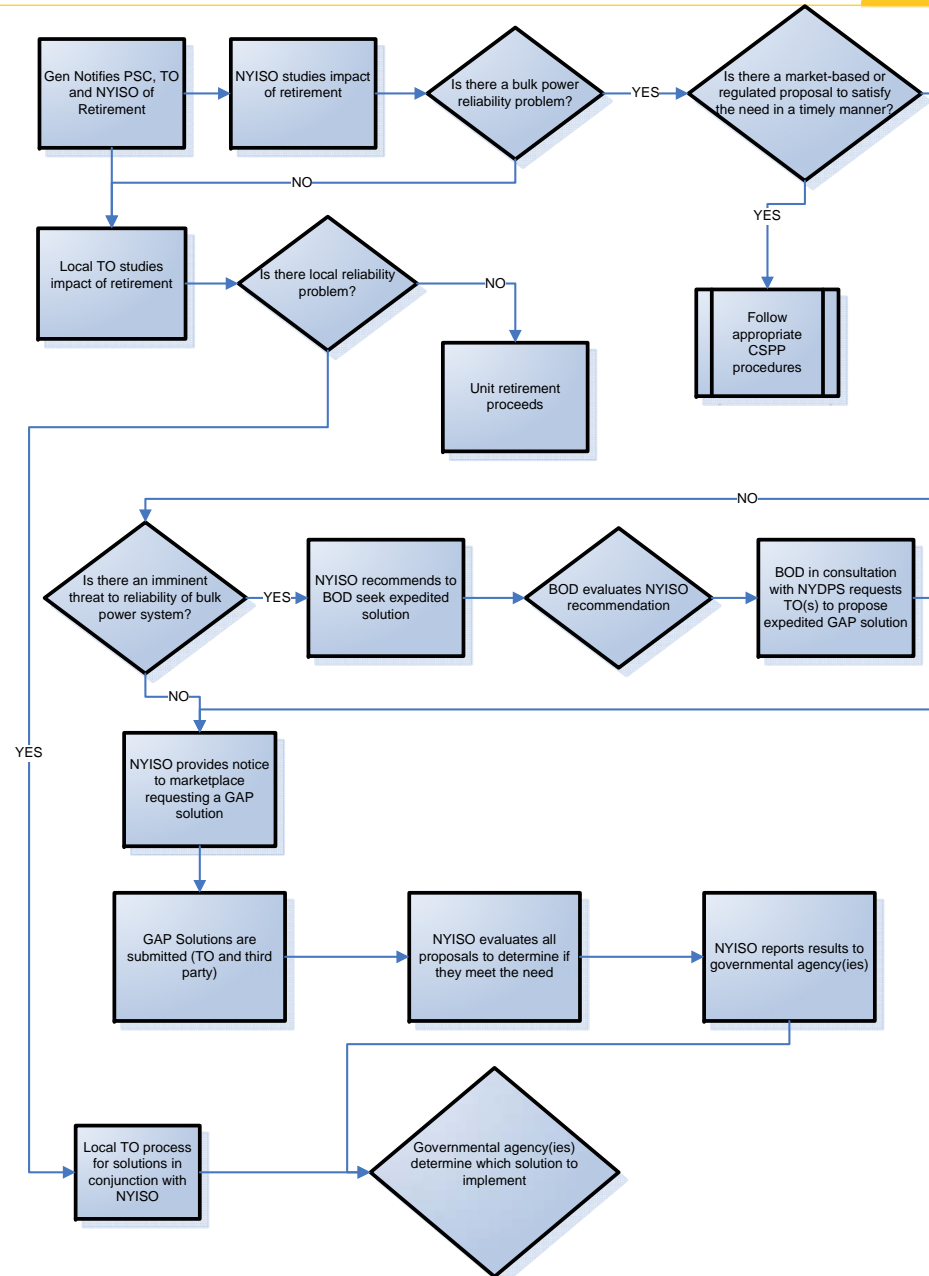 Gen Notifies PSC, TO
and NYISO of
Retirement
NYISO studies impact
of retirement
Is there a bulk power
reliability problem?
YES
Is there a market-based or
regulated proposal to satisfy
the need in a timely manner?
NO
YES
Local TO studies
impact of retirement
Is there local reliability
problem?
NO
Follow
appropriate
CSPP
procedures
Unit retirement
proceeds
NO
Is there an imminent
threat to reliability of bulk
power system?
YES
NYISO recommends to
BOD seek expedited
solution
BOD evaluates NYISO
recommendation
BOD in consultation
with NYDPS requests
TO(s) to propose
expedited GAP solution
NO
YES
NYISO provides notice
to marketplace
requesting a GAP
solution
GAP Solutions are
submitted (TO and third
party)
NYISO evaluates all
proposals to determine if
they meet the need
NYISO reports results to
governmental agency(ies)
Local TO process
for solutions in
conjunction with
NYISO
Governmental agency(ies)
determine which solution to
implement